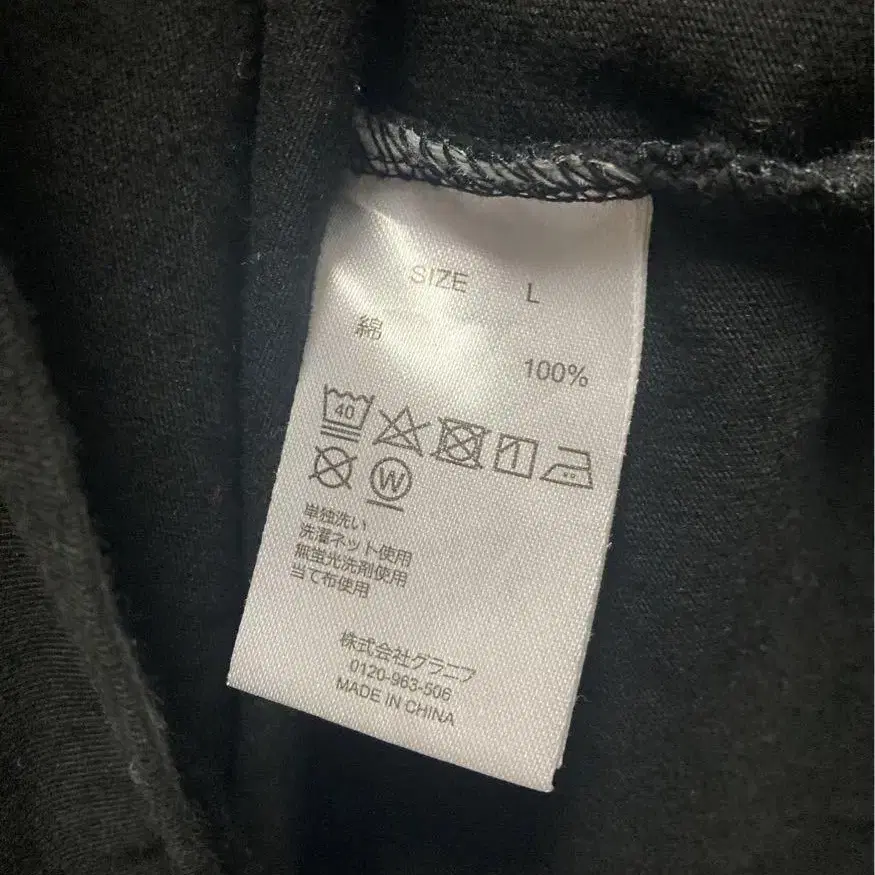 SIZE L
綿
100%
40
W
単独洗い
洗濯ネット使用
無蛍光洗剤使用
当て布使用
株式会社グラニフ
0120-963-506
MADE IN CHINA